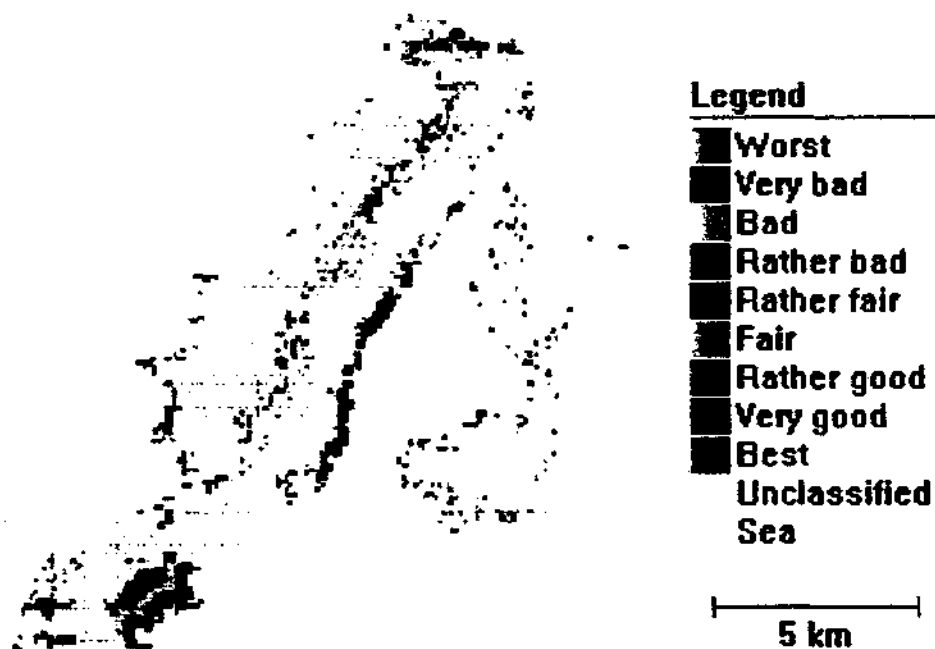 Legend
Worst
Very bad
Bad
Rather bad
Rather fair
Fair
Rather good
Very good
Best
Unclassified
Sea
5 km